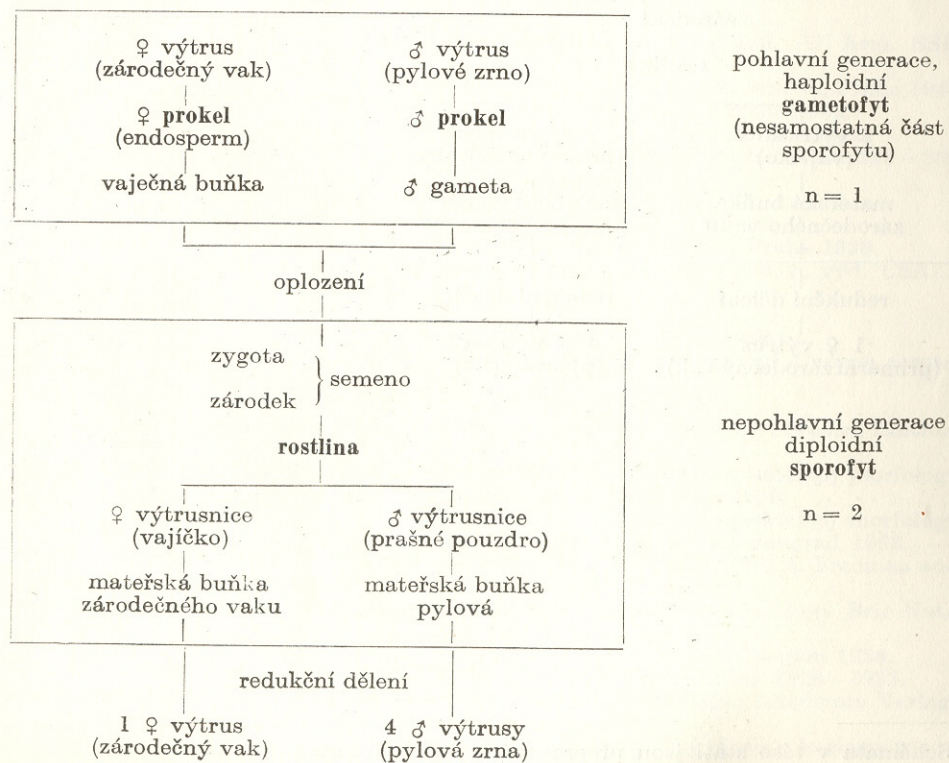 ♀ výtrus
(zárodečný vak)
♀ prokel
(endosperm)
vaječná buňka
♂ výtrus
(pylové zrno)
♂ prokel
♂ gameta
pohlavní generace,
haploidní
gametofyt
(nesamostatná část
sporofytu)
n = 1
oplození
zygota
zárodek
} semeno
rostlina
♀ výtrusnice
(vajíčko)
mateřská buňka
zárodečného vaku
♂ výtrusnice
(prašné pouzdro)
mateřská buňka
pylová
nepohlavní generace
diploidní
sporofyt
n = 2
redukční dělení
1 ♀ výtrus
(zárodečný vak)
4 ♂ výtrusy
(pylová zrna)